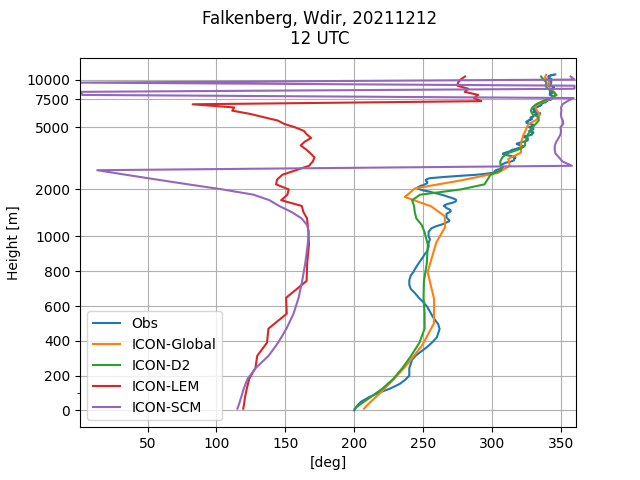 Falkenberg, Wdir, 20211212
12 UTC
10000
7500
5000
2000
1000
800
600
400
200
0
Height [m]
Obs
ICON-Global
ICON-D2
ICON-LEM
ICON-SCM
50 100 150 200 250 300 350
[deg]